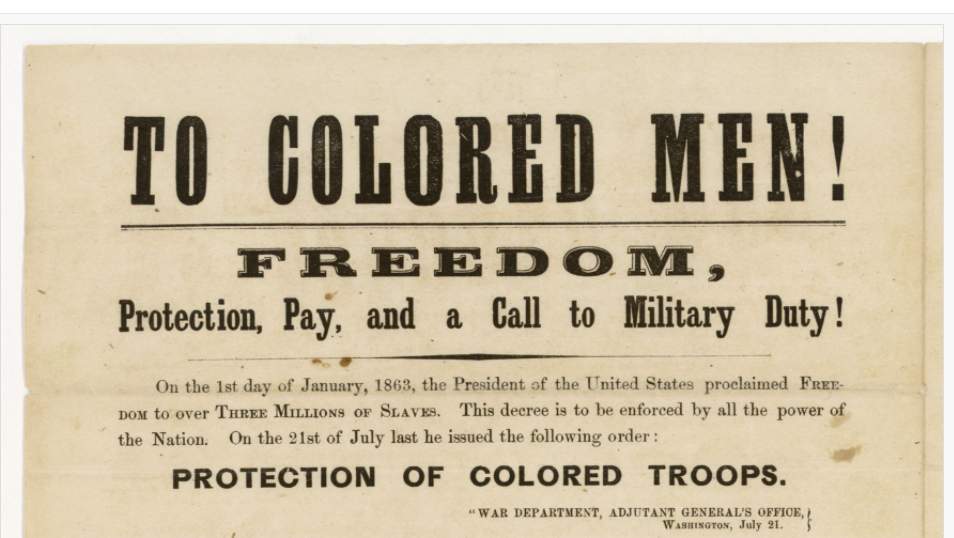 TO COLORED MEN!
FREEDOM,
Protection, Pay, and a Call to Military Duty!
On the 1st day of January, 1863, the President of the United States proclaimed FREE-
DOM to over THREE MILLIONS OF SLAVES. This decree is to be enforced by all the power of
the Nation. On the 21st of July last he issued the following order:
PROTECTION OF COLORED TROOPS.
"WAR DEPARTMENT, ADJUTANT GENERAL'S OFFICE,
WASHINGTON, July 21.